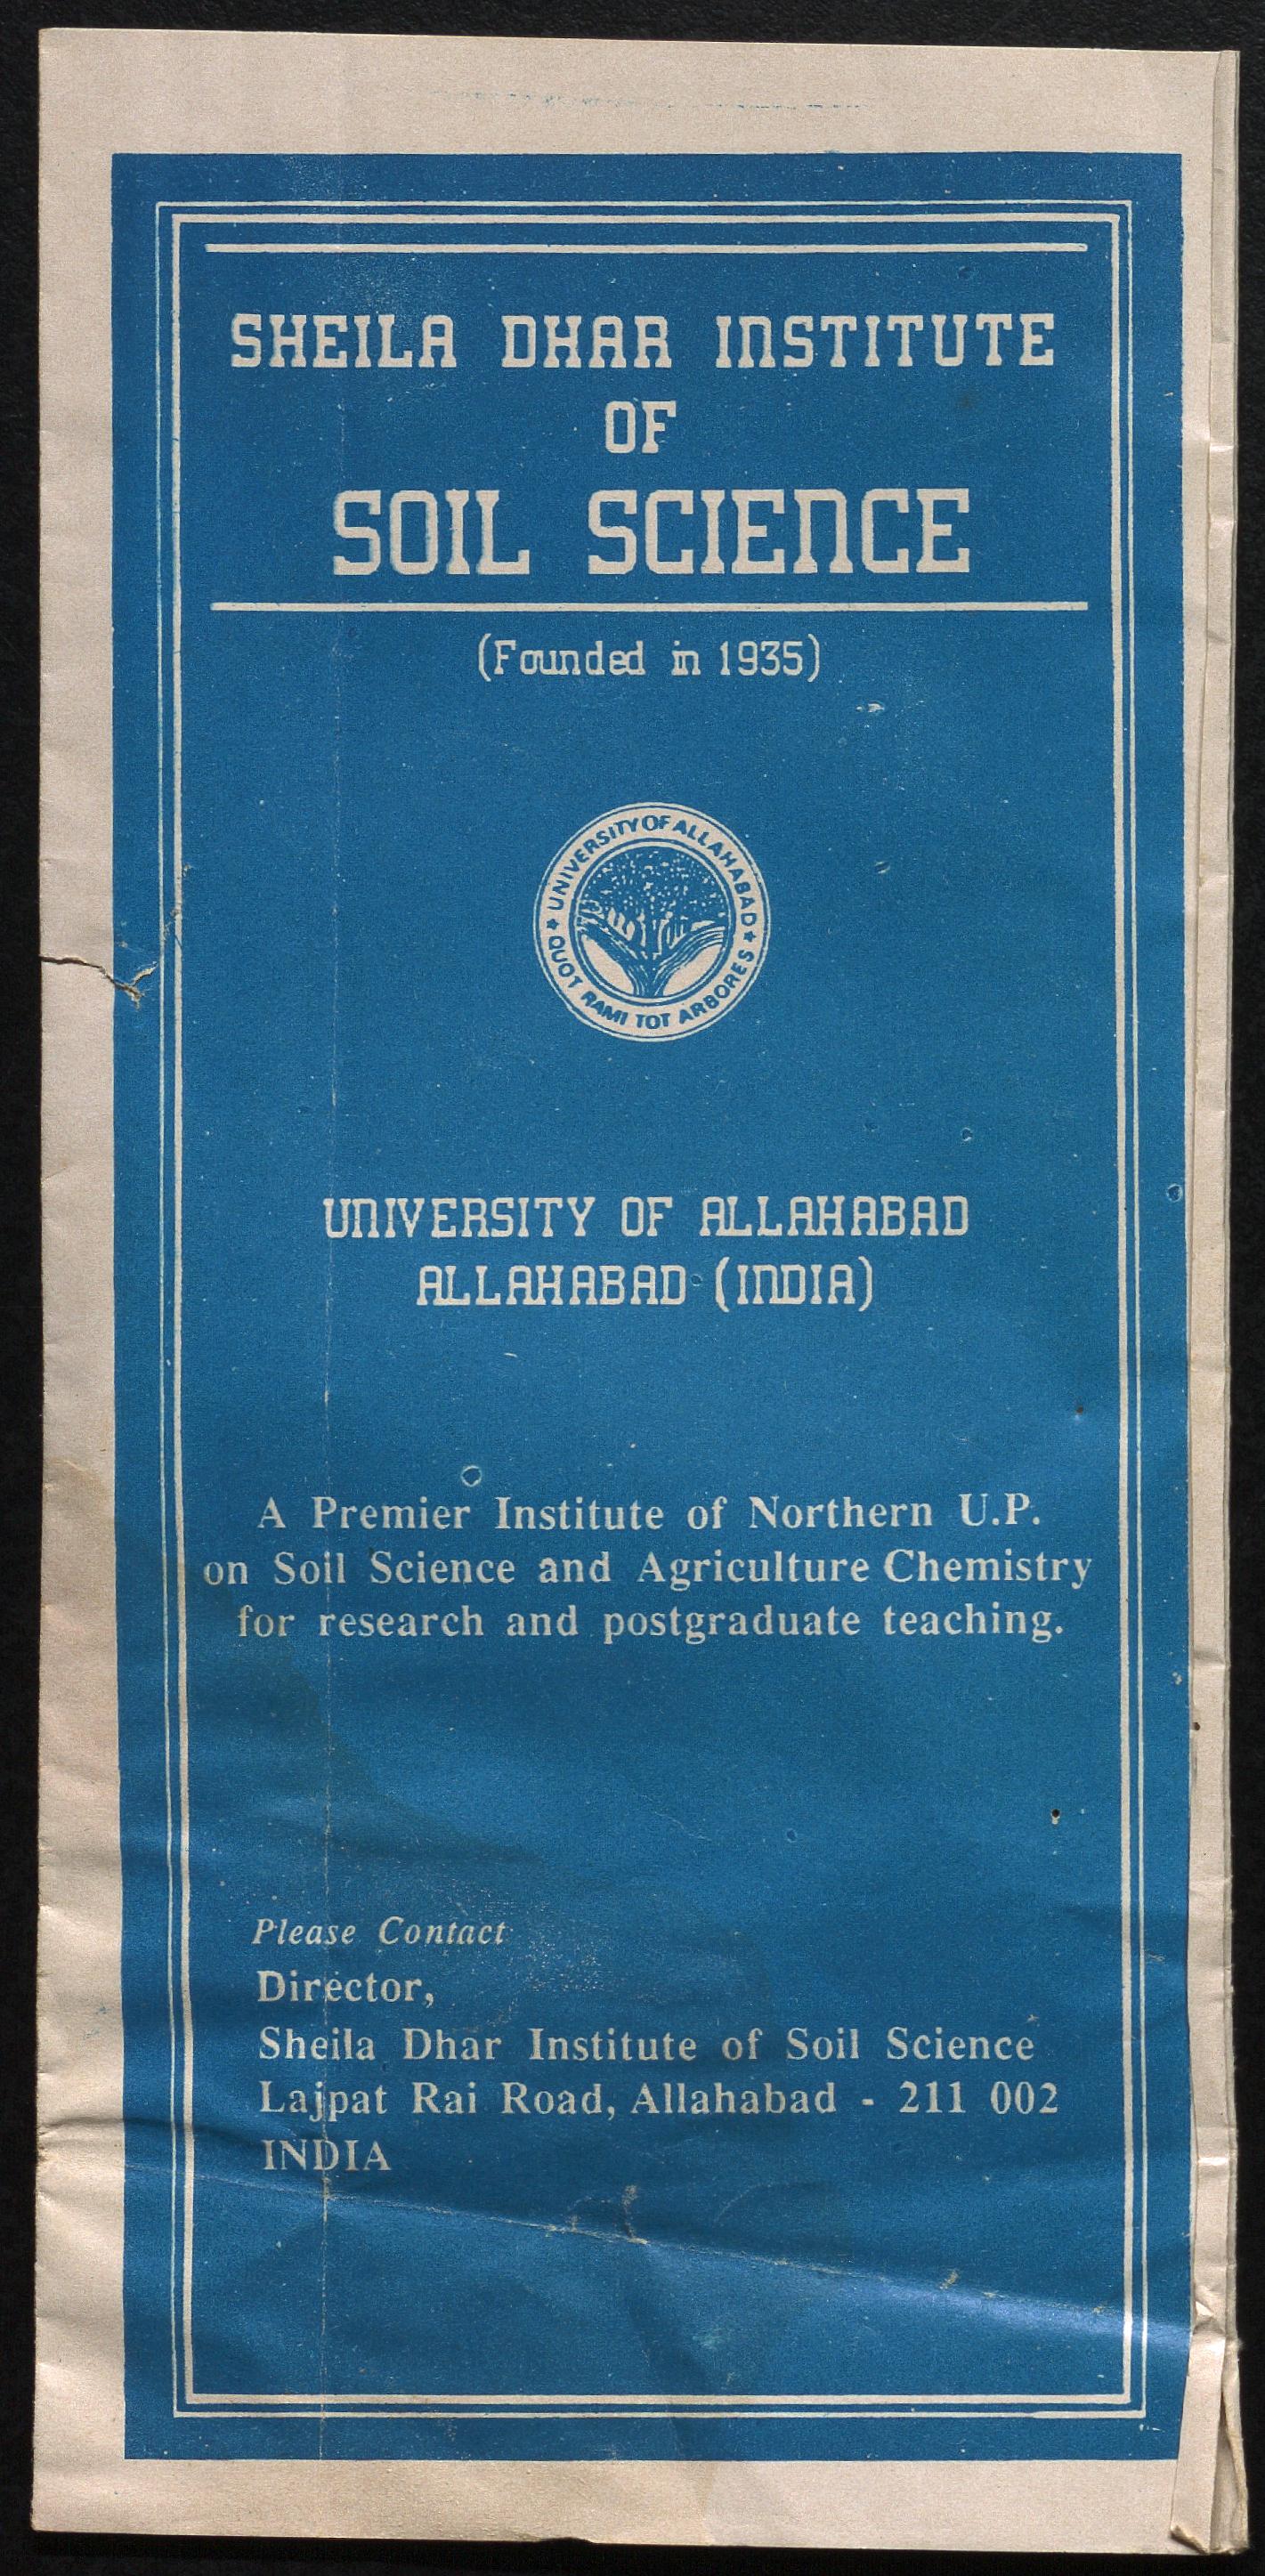 SHEILA DHAR INSTITUTE
OF
SOIL SCIENCE
(Founded in 1935)
UNIVERSITY OF ALLAHABAD
QUOT RAMI TOT ARBORES
UNIVERSITY OF ALLAHABAD
ALLAHABAD (INDIA)
A Premier Institute of Northern U.P.
on Soil Science and Agriculture Chemistry
for research and postgraduate teaching.
Please Contact
Director,
Sheila Dhar Institute of Soil Science
Lajpat Rai Road, Allahabad - 211 002
INDIA